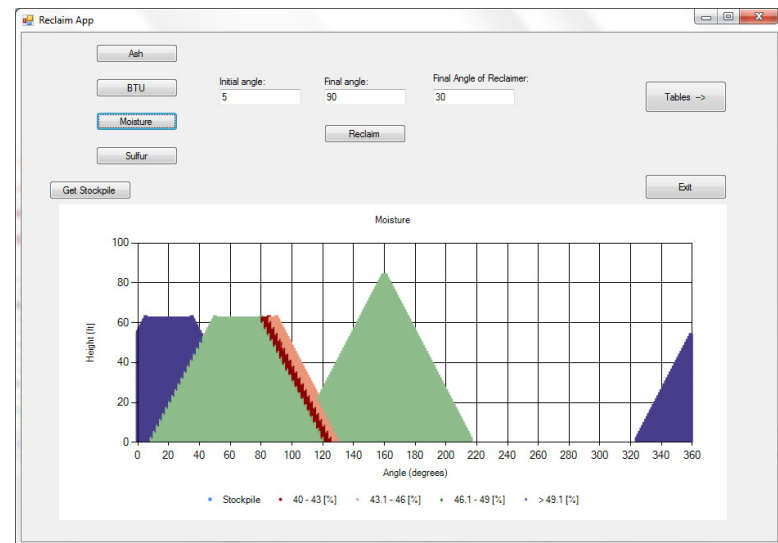 Reclaim App
Ash
BTU
Moisture
Sulfur
Get Stockpile
Initial angle:
5
Final angle:
90
Final Angle of Reclaimer:
30
Reclaim
Tables -->
Exit
Moisture
100
80
60
40
20
0
Height [ft]
0 20 40 60 80 100 120 140 160 180 200 220 240 260 280 300 320 340 360
Angle (degrees)
Stockpile 40 - 43 [%] 43.1 - 46 [%] 46.1 - 49 [%] > 49.1 [%]